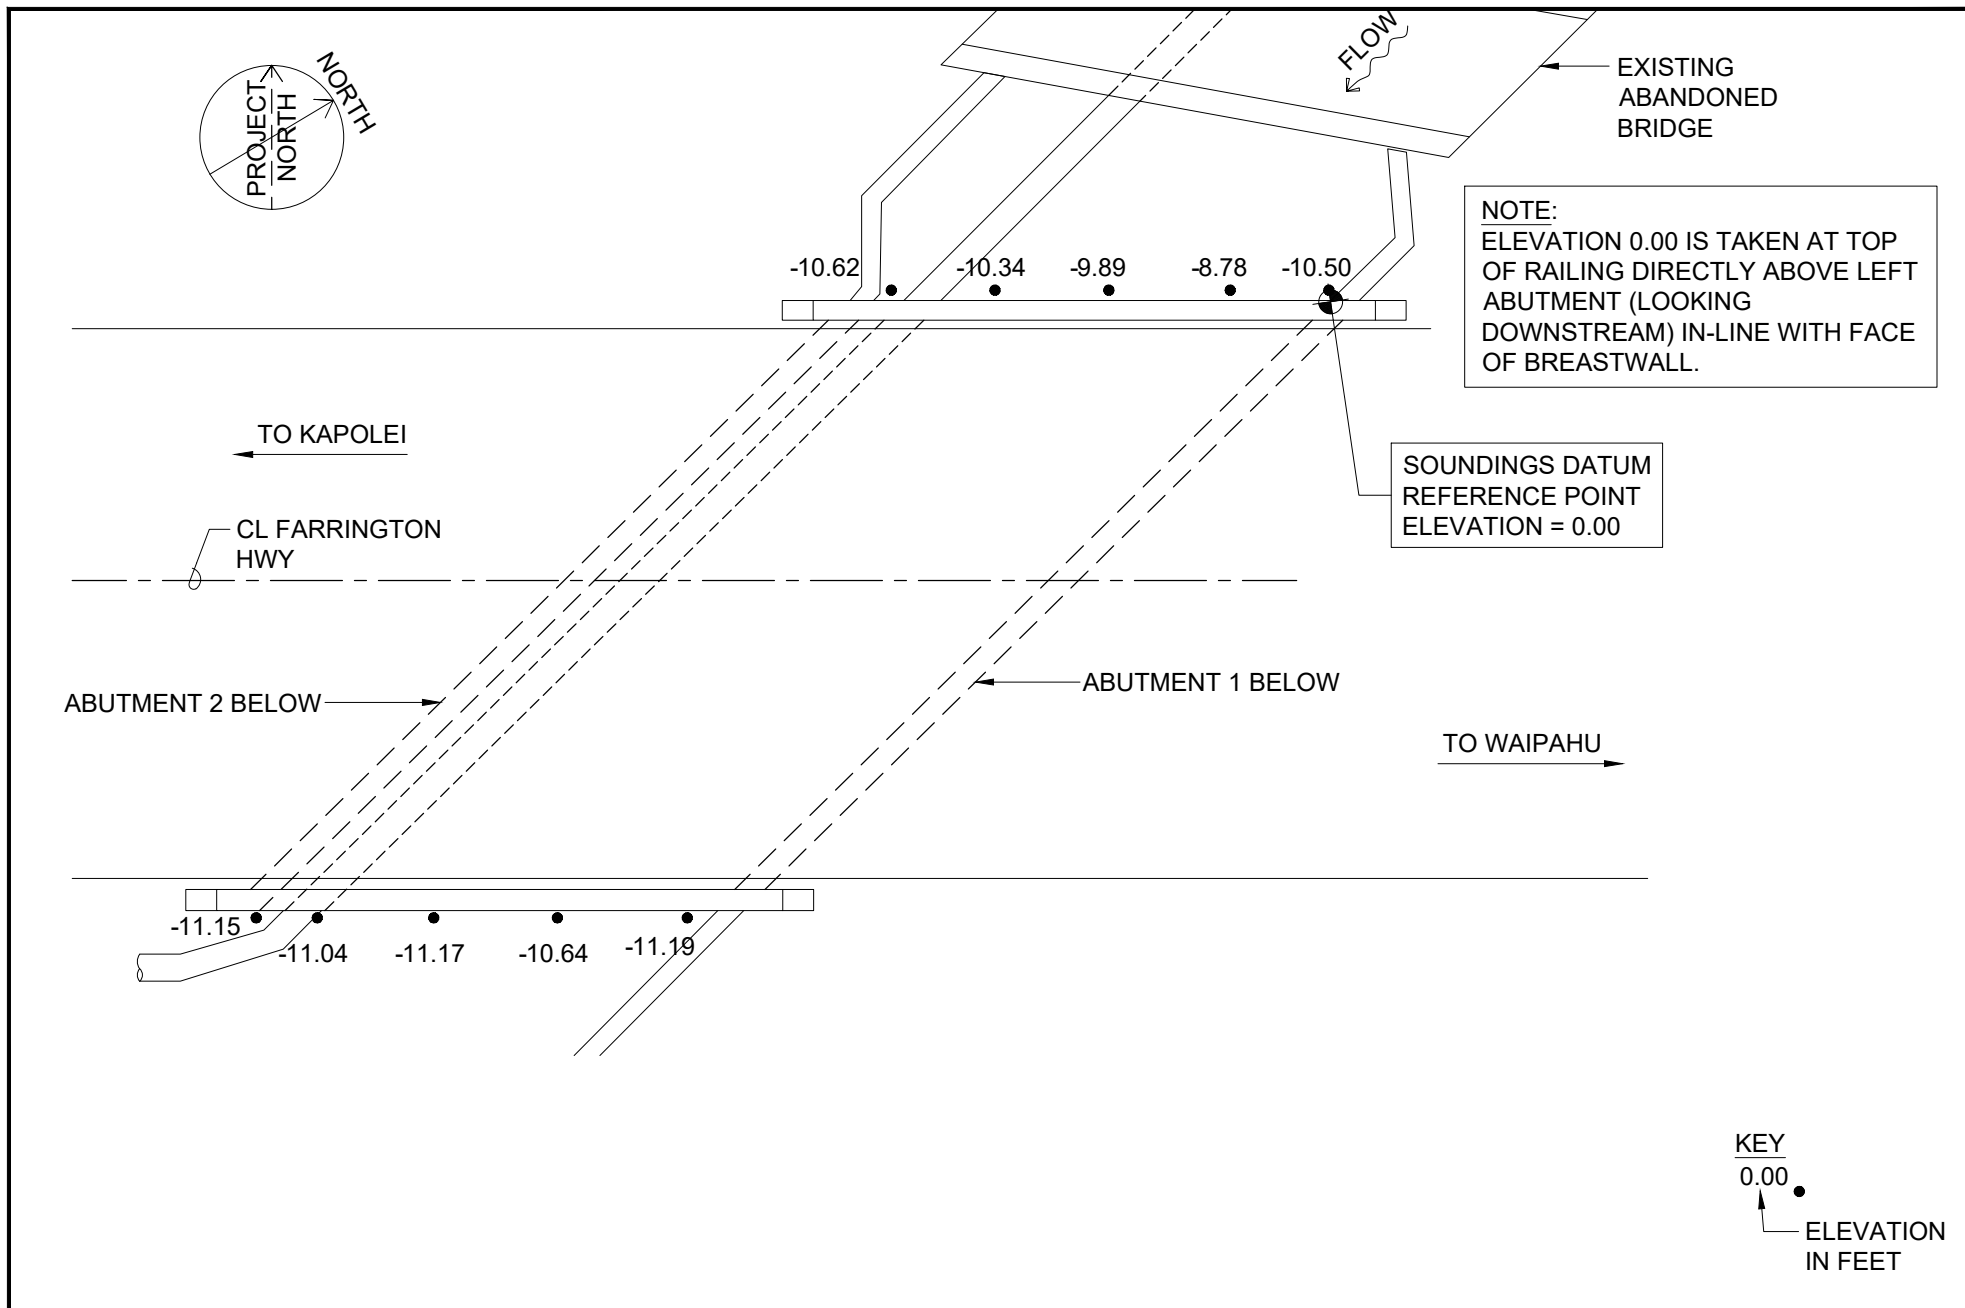 PROJECT
NORTH
NORTH
FLOW
EXISTING
ABANDONED
BRIDGE
NOTE:
ELEVATION 0.00 IS TAKEN AT TOP
OF RAILING DIRECTLY ABOVE LEFT
ABUTMENT (LOOKING
DOWNSTREAM) IN-LINE WITH FACE
OF BREASTWALL.
-10.62 -10.34 -9.89 -8.78 -10.50
TO KAPOLEI
SOUNDINGS DATUM
REFERENCE POINT
ELEVATION = 0.00
CL FARRINGTON
HWY
ABUTMENT 2 BELOW
ABUTMENT 1 BELOW
TO WAIPAHU
-11.15 -11.04 -11.17 -10.64 -11.19
KEY
0.00
ELEVATION
IN FEET